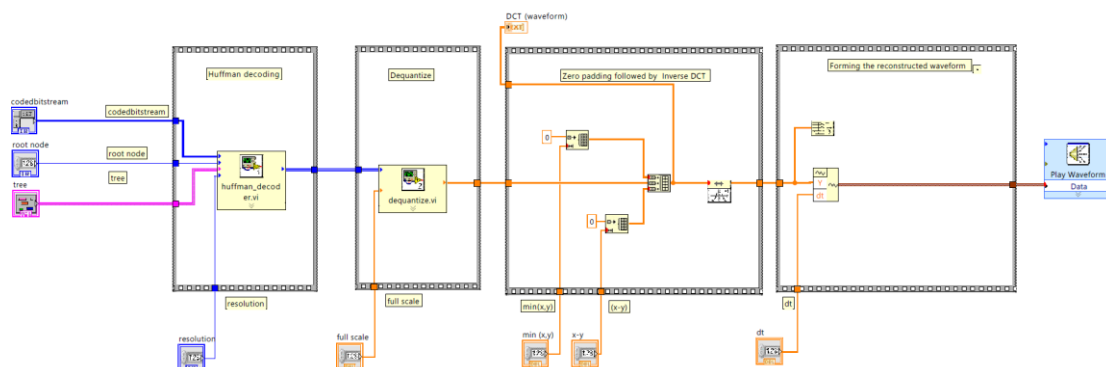 DCT (waveform)
Huffman decoding
Dequantize
Zero padding followed by Inverse DCT
Forming the reconstructed waveform
codedbitstream
codedbitstream
root node
root node
tree
tree
huffman_decod
er.vi
dequantize.vi
0
0
Y
dt
Play Waveform
Data
resolution
full scale
min(x,y)
(x-y)
dt
resolution
full scale
min (x,y)
x-y
dt